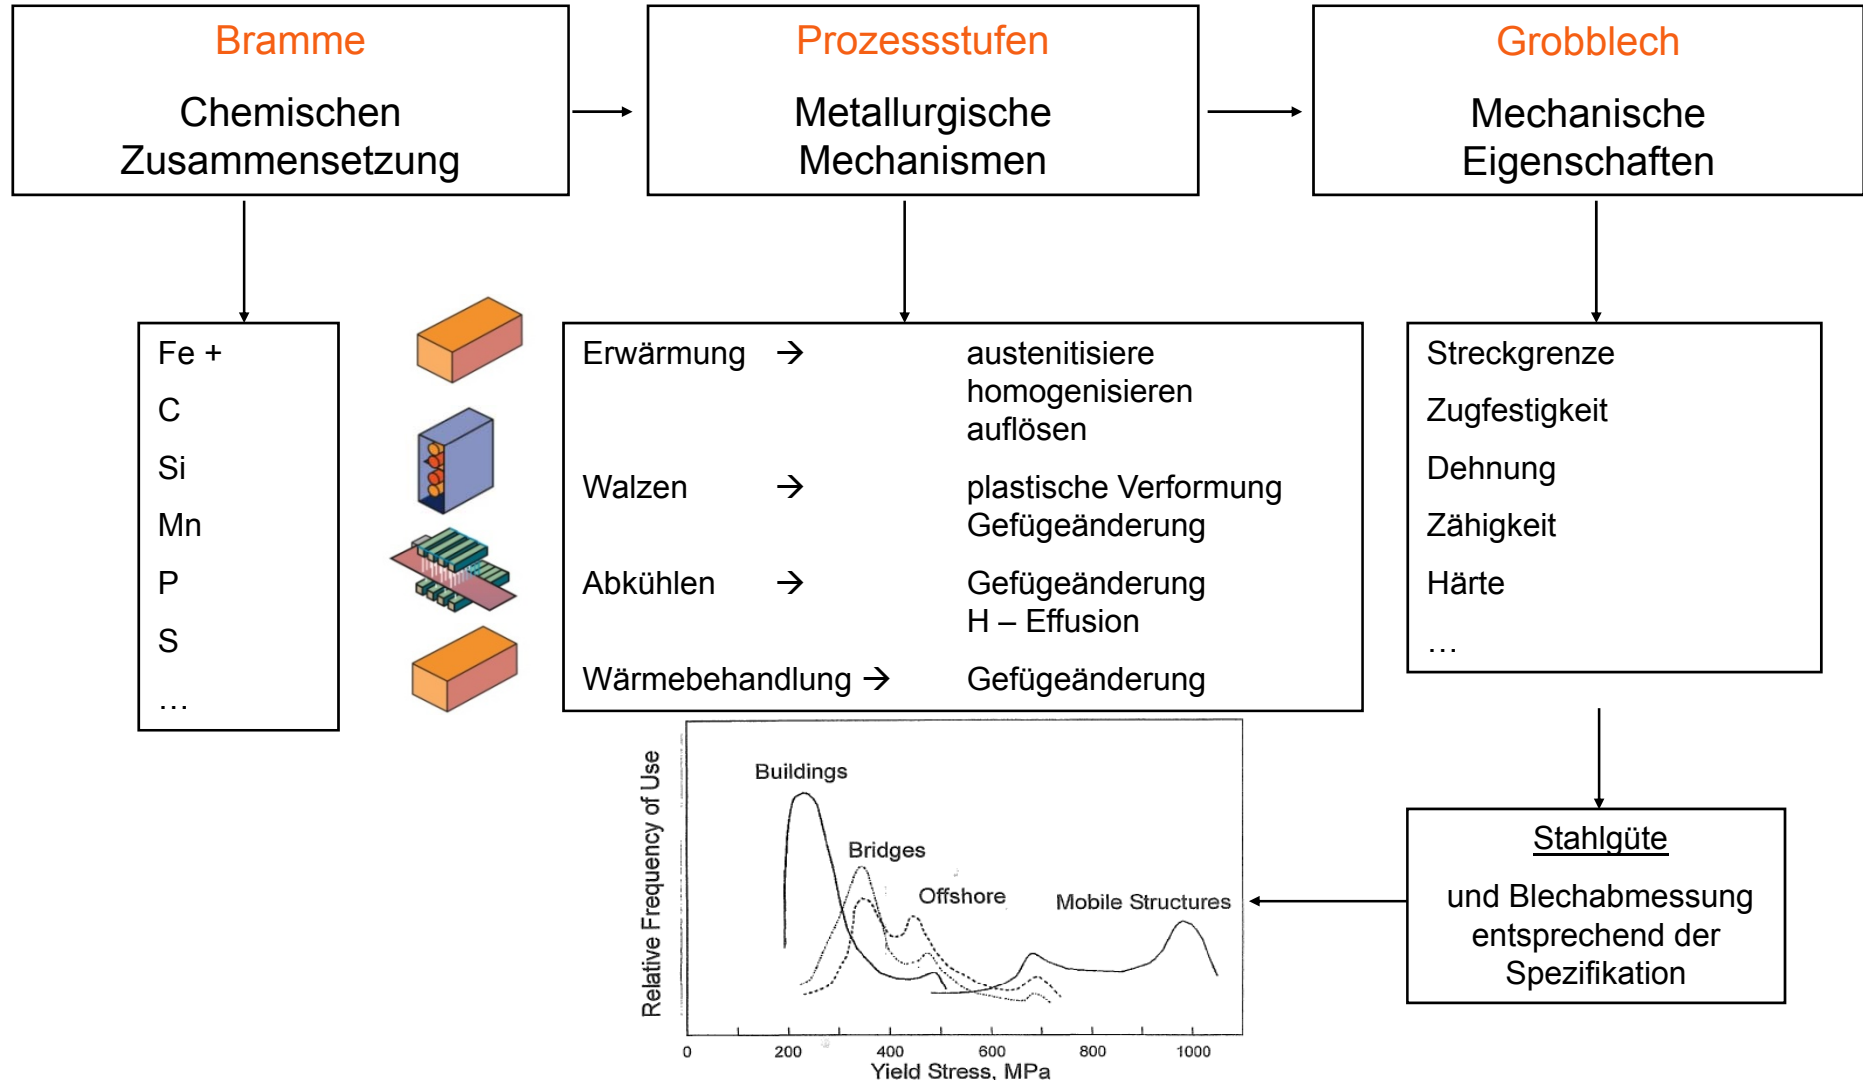 Bramme
Chemischen
Zusammensetzung
Prozessstufen
Metallurgische
Mechanismen
Grobblech
Mechanische
Eigenschaften
Fe +
C
Si
Mn
P
S
…
Erwärmung → austenitisiere
homogenisieren
auflösen
Walzen → plastische Verformung
Gefügeänderung
Abkühlen → Gefügeänderung
H – Effusion
Wärmebehandlung → Gefügeänderung
Streckgrenze
Zugfestigkeit
Dehnung
Zähigkeit
Härte
…
Stahlgüte
und Blechabmessung
entsprechend der
Spezifikation
Relative Frequency of Use
Buildings
Bridges
Offshore
Mobile Structures
0 200 400 600 800 1000
Yield Stress, MPa